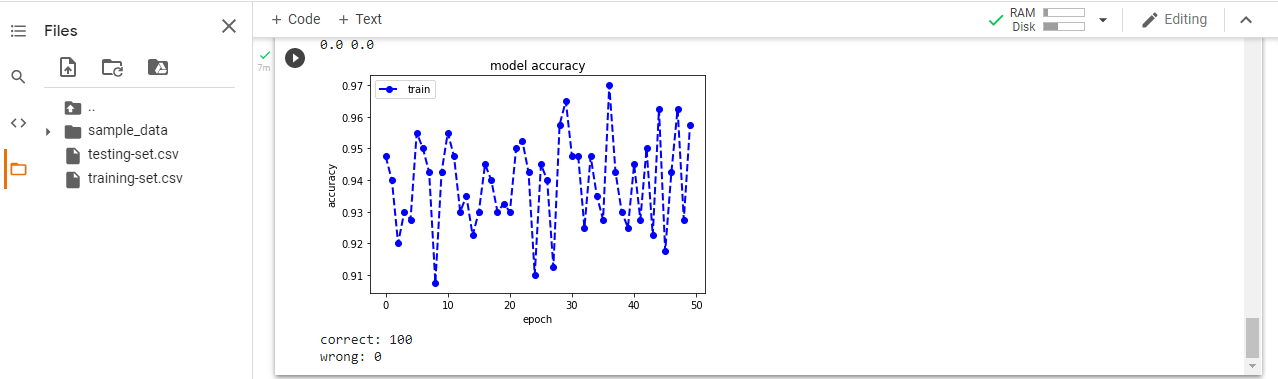 Files
..
sample_data
testing-set.csv
training-set.csv
+ Code + Text
RAM
Disk
Editing
7m
0.0 0.0
model accuracy
train
accuracy
0.97
0.96
0.95
0.94
0.93
0.92
0.91
0 10 20 30 40 50
epoch
correct: 100
wrong: 0